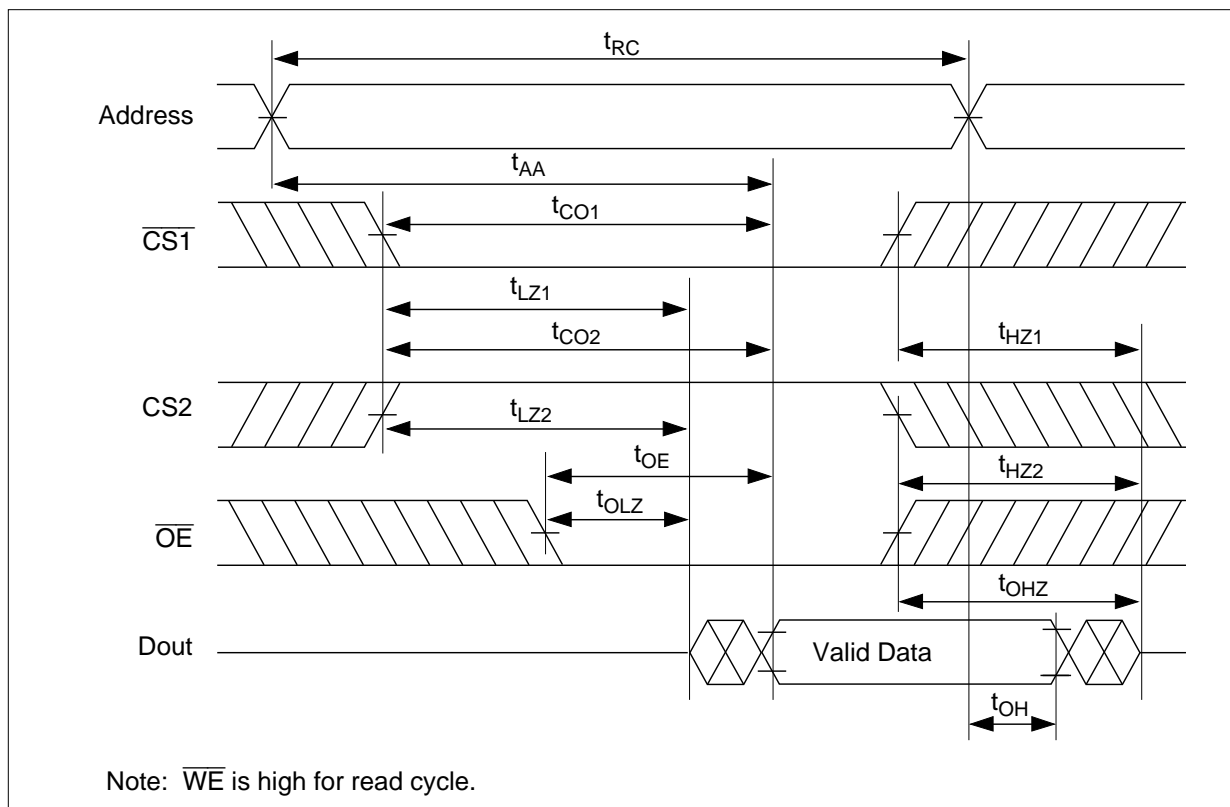 tRC
Address
tAA
tCO1
CS1
tLZ1
tCO2
tHZ1
CS2
tLZ2
tOE
tHZ2
tOLZ
OE
tOHZ
Dout
Valid Data
tOH
Note: WE is high for read cycle.